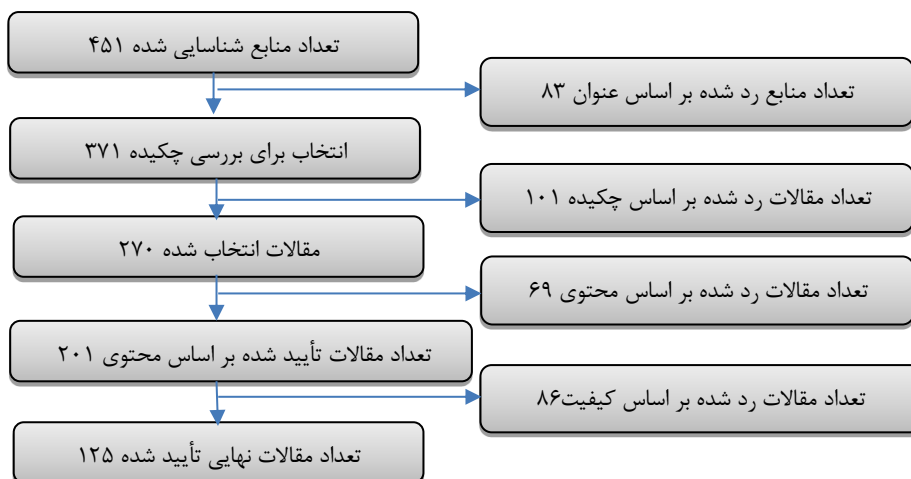 تعداد منابع شناسایی شده ۴۵۱
تعداد منابع رد شده بر اساس عنوان ۸۳
انتخاب برای بررسی چکیده ۳۷۱
تعداد مقالات رد شده بر اساس چکیده ۱۰۱
مقالات انتخاب شده ۲۷۰
تعداد مقالات رد شده بر اساس محتوی ۶۹
تعداد مقالات تأیید شده بر اساس محتوی ۲۰۱
تعداد مقالات رد شده بر اساس کیفیت۸۶
تعداد مقالات نهایی تأیید شده ۱۲۵